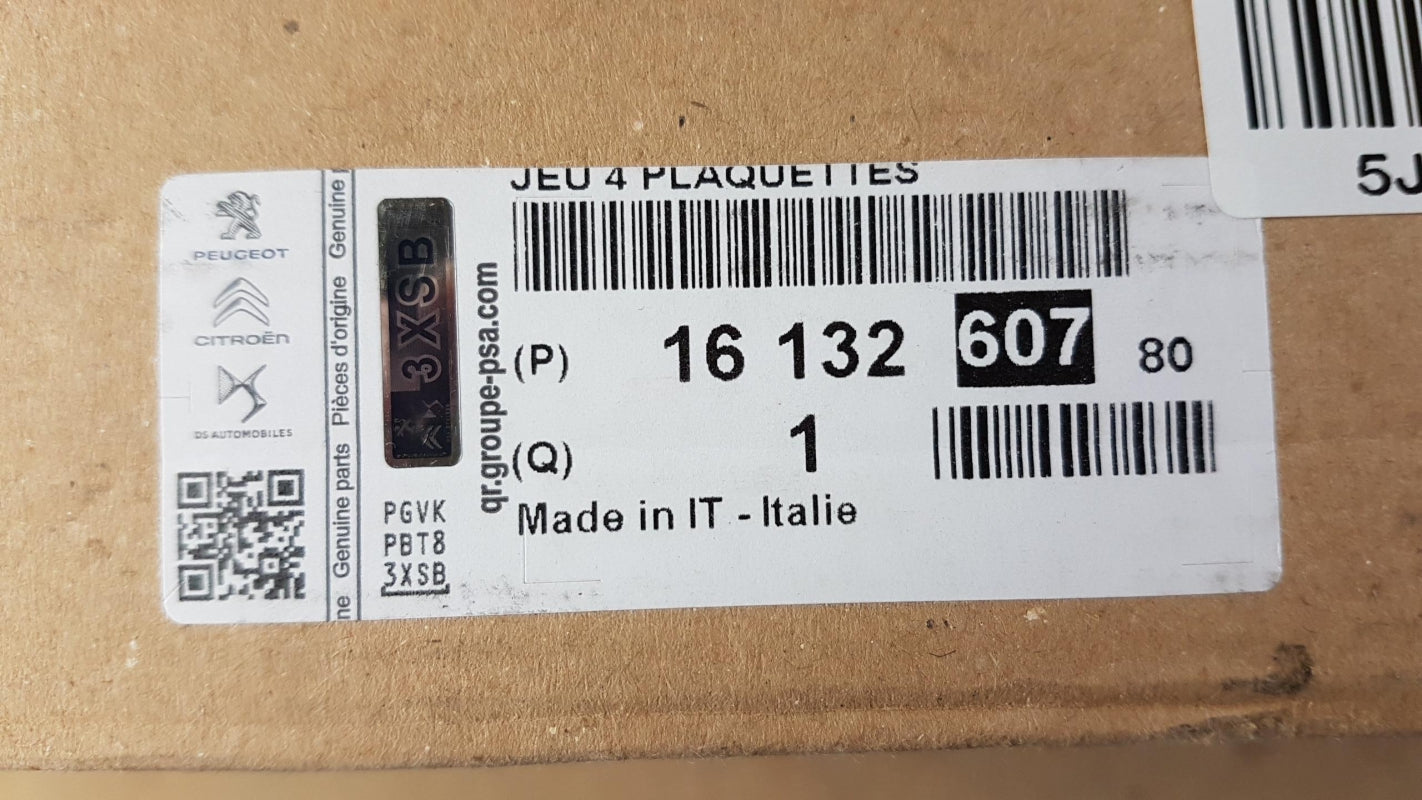 JEU 4 PLAQUETTES
5J
PEUGEOT
CITROËN
DS AUTOMOBILES
ne Genuine parts Pièces d'origine Genuine
3XSB
qr.groupe-psa.com
PGVK
PBT8
3XSB
(P) 16 132 607 80
(Q) 1
Made in IT - Italie